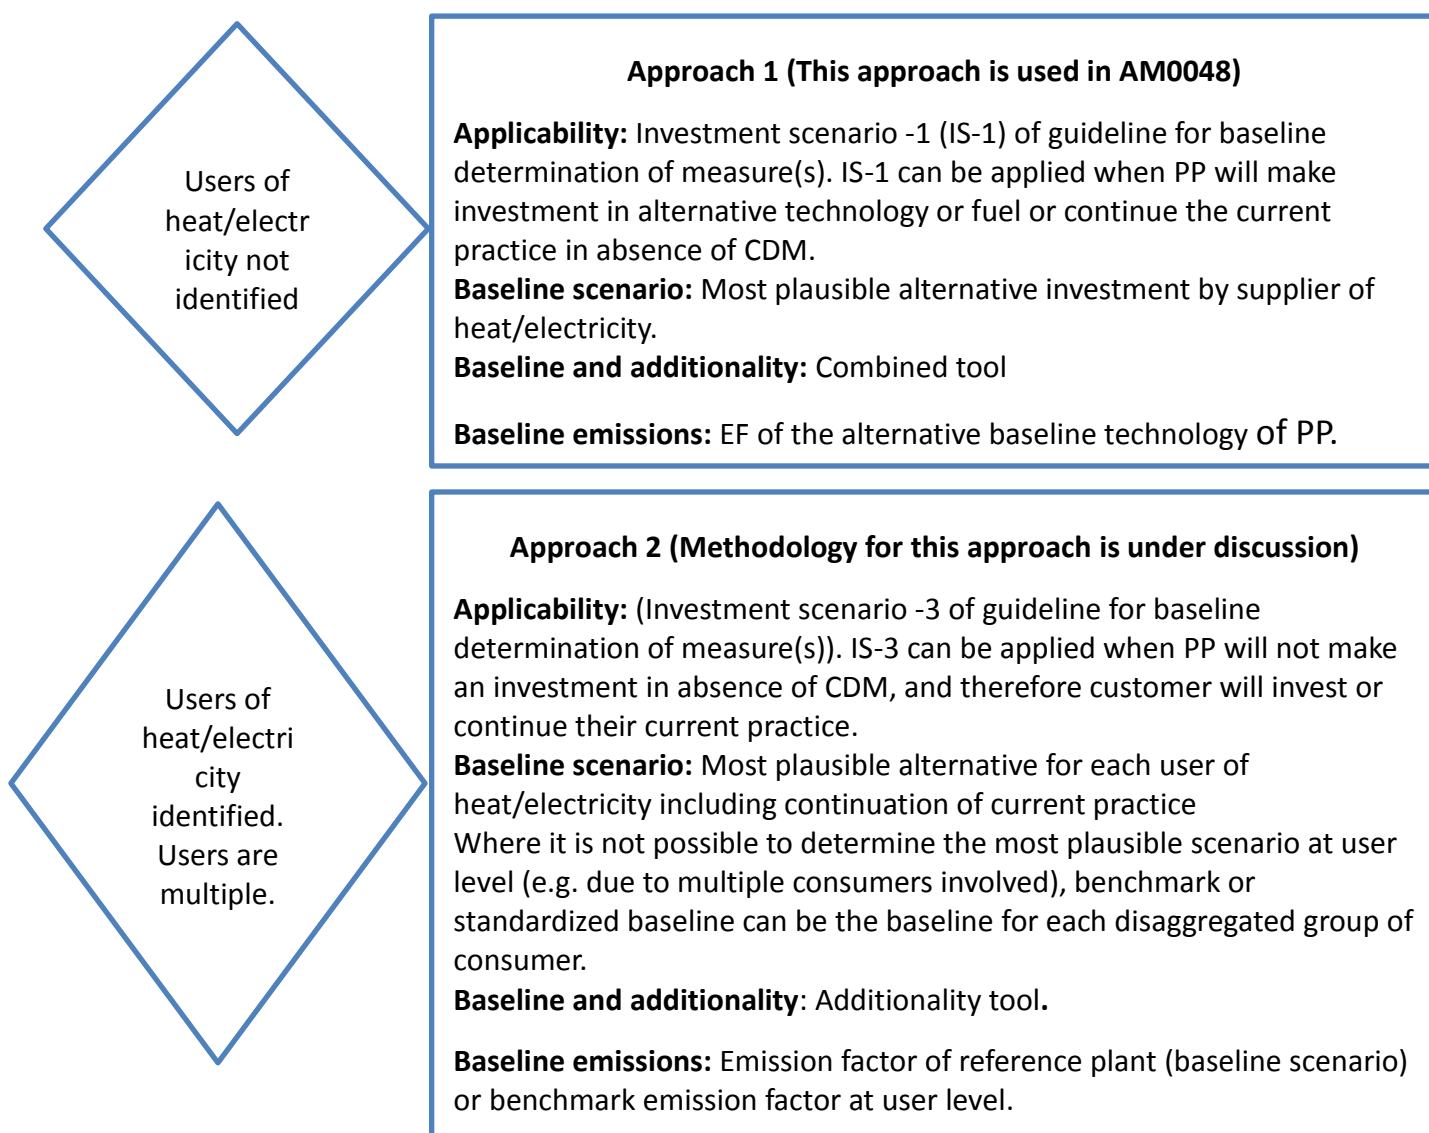 Users of
heat/electr
icity not
identified
Approach 1 (This approach is used in AM0048)
Applicability: Investment scenario -1 (IS-1) of guideline for baseline
determination of measure(s). IS-1 can be applied when PP will make
investment in alternative technology or fuel or continue the current
practice in absence of CDM.
Baseline scenario: Most plausible alternative investment by supplier of
heat/electricity.
Baseline and additionality: Combined tool
Baseline emissions: EF of the alternative baseline technology of PP.
Users of
heat/electri
city
identified.
Users are
multiple.
Approach 2 (Methodology for this approach is under discussion)
Applicability: (Investment scenario -3 of guideline for baseline
determination of measure(s)). IS-3 can be applied when PP will not make
an investment in absence of CDM, and therefore customer will invest or
continue their current practice.
Baseline scenario: Most plausible alternative for each user of
heat/electricity including continuation of current practice
Where it is not possible to determine the most plausible scenario at user
level (e.g. due to multiple consumers involved), benchmark or
standardized baseline can be the baseline for each disaggregated group of
consumer.
Baseline and additionality: Additionality tool.
Baseline emissions: Emission factor of reference plant (baseline scenario)
or benchmark emission factor at user level.